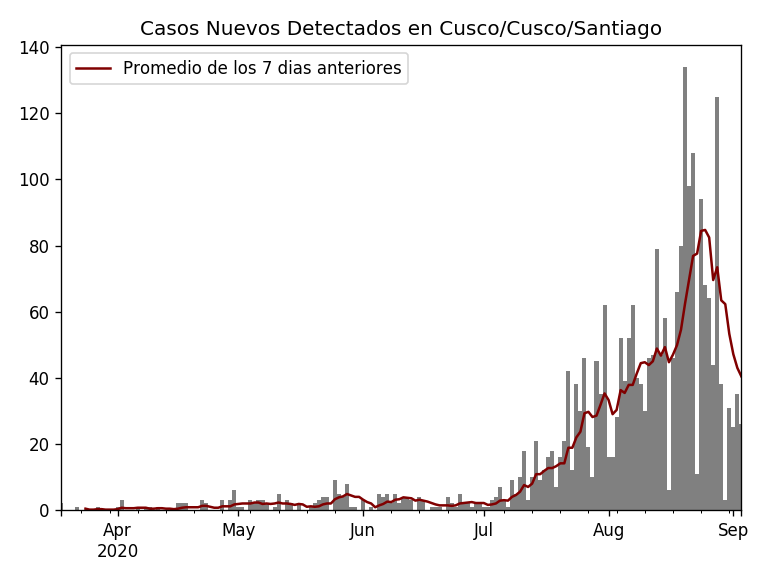 Casos Nuevos Detectados en Cusco/Cusco/Santiago
Promedio de los 7 dias anteriores
140
120
100
80
60
40
20
0
Apr
2020
May
Jun
Jul
Aug
Sep